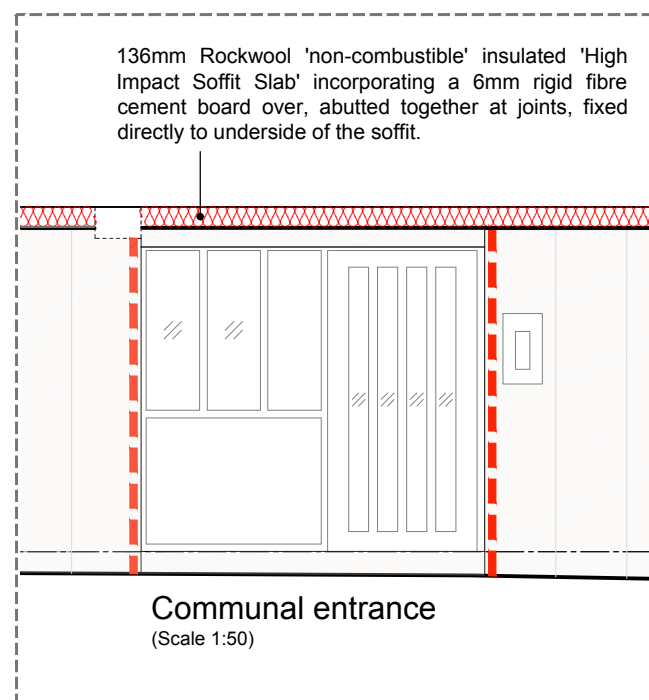 136mm Rockwool 'non-combustible' insulated 'High
Impact Soffit Slab' incorporating a 6mm rigid fibre
cement board over, abutted together at joints, fixed
directly to underside of the soffit.
Communal entrance
(Scale 1:50)